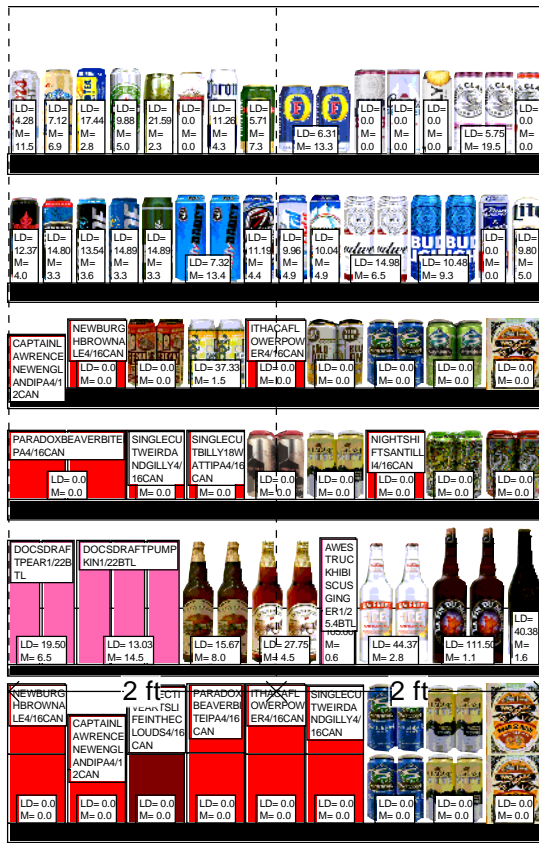 LD=
4.28
M=
11.5
LD=
7.12
M=
6.9
LD=
17.44
M=
2.8
LD=
9.88
M=
5.0
LD=
21.59
M=
2.3
LD=
0.0
M=
0.0
LD=
11.26
M=
4.3
LD=
5.71
M=
7.3
LD= 6.31
M= 13.3
LD=
0.0
M=
0.0
LD=
0.0
M=
0.0
LD=
0.0
M=
0.0
LD= 5.75
M= 19.5
LD=
0.0
M=
0.0
LD=
12.37
M=
4.0
LD=
14.80
M=
3.3
LD=
13.54
M=
3.6
LD=
14.89
M=
3.3
LD=
14.89
M=
3.3
LD= 7.32
M= 13.4
LD=
11.19
M=
4.4
LD=
9.96
M=
4.9
LD=
10.04
M=
4.9
LD= 14.98
M= 6.5
BUD BUD
LD= 10.48
M= 9.3
LD=
0.0
M=
0.0
LD=
9.80
M=
5.0
CAPTAINL
AWRENCE
NEWENGL
ANDIPA4/1
2CAN
NEWBURG
HBROWNA
LE4/16CAN
LD= 0.0
M= 0.0
LD= 0.0
M= 0.0
LD= 37.33
M= 1.5
ITHACAFL
OWERPOW
ER4/16CAN
LD= 0.0
M= 0.0
LD= 0.0
M= 0.0
LD= 0.0
M= 0.0
LD= 0.0
M= 0.0
LD= 0.0
M= 0.0
PARADOXBEAVERBITE
PA4/16CAN
LD= 0.0
M= 0.0
SINGLECU
TWEIRDA
NDGILLY4/
16CAN
LD= 0.0
M= 0.0
SINGLECU
TBILLY18W
ATTIPA4/16
CAN
LD= 0.0
M= 0.0
LD= 0.0
M= 0.0
LD= 0.0
M= 0.0
NIGHTSHI
FTSANTILL
I4/16CAN
LD= 0.0
M= 0.0
LD= 0.0
M= 0.0
LD= 0.0
M= 0.0
DOCSDRAF
TPEAR1/22B
TL
LD= 19.50
M= 6.5
DOCSDRAFTPUMP
KIN1/22BTL
LD= 13.03
M= 14.5
LD= 15.67
M= 8.0
LD= 27.75
M= 4.5
AWES
TRUC
KHIBI
SCUS
GING
ER1/2
5.4BTL
M=
0.6
LD= 44.37
M= 2.8
LD= 111.50
M= 1.1
LD=
40.38
M=
1.6
2 ft
2 ft
NEWBURG
HBROWNA
LE4/16CAN
LD= 0.0
M= 0.0
CAPTAINL
AWRENCE
NEWENGL
ANDIPA4/1
2CAN
LD= 0.0
M= 0.0
FEINTHEC
LOUDS4/16
CAN
LD= 0.0
M= 0.0
PARADOX
BEAVERBI
TEIPA4/16
CAN
LD= 0.0
M= 0.0
ITHACAFL
OWERPOW
ER4/16CAN
LD= 0.0
M= 0.0
SINGLECU
TWEIRDA
NDGILLY4/
16CAN
LD= 0.0
M= 0.0
LD= 0.0
M= 0.0
LD= 0.0
M= 0.0
LD= 0.0
M= 0.0